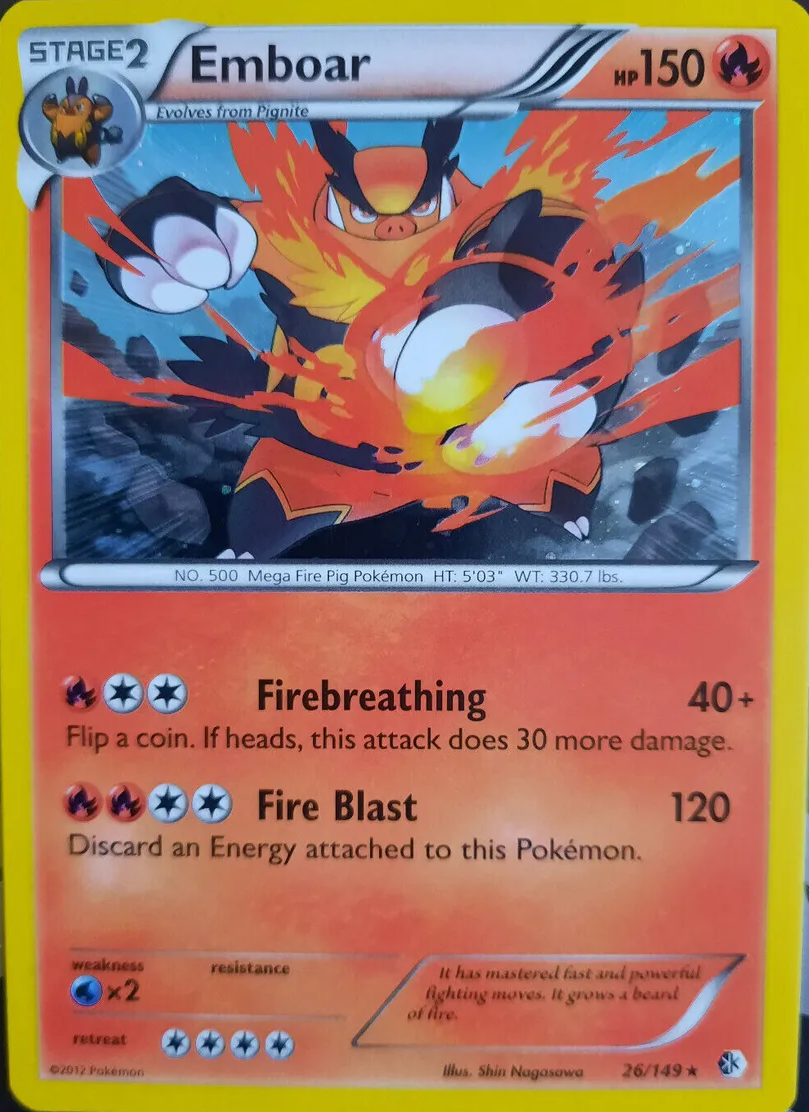 STAGE2 Emboar HP150
Evolves from Pignite
NO. 500 Mega Fire Pig Pokémon HT: 5'03" WT: 330.7 lbs.
Firebreathing 40+
Flip a coin. If heads, this attack does 30 more damage.
Fire Blast 120
Discard an Energy attached to this Pokémon.
weakness resistance
×2
retreat
It has mastered fast and powerful
fighting moves. It grows a beard
of fire.
©2012 Pokémon Illus. Shin Nagasawa 26/149 ★